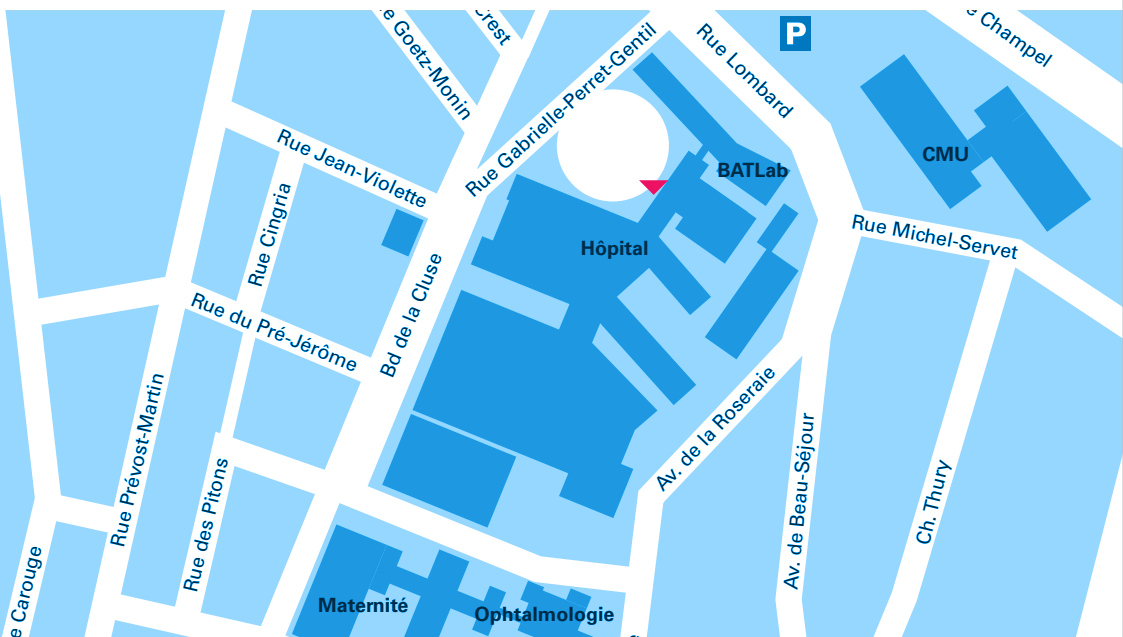 Goetz-Monin
Crest
P
Champel
Rue Gabrielle-Perret-Gentil
Rue Lombard
Rue Jean-Violette
BATLab
CMU
Rue Cingria
Hôpital
Rue Michel-Servet
Bd de la Cluse
Rue du Pré-Jérôme
Rue Prévost-Martin
Av. de la Roseraie
Av. de Beau-Séjour
Ch. Thury
Rue des Pitons
Carouge
Maternité
Ophtalmologie